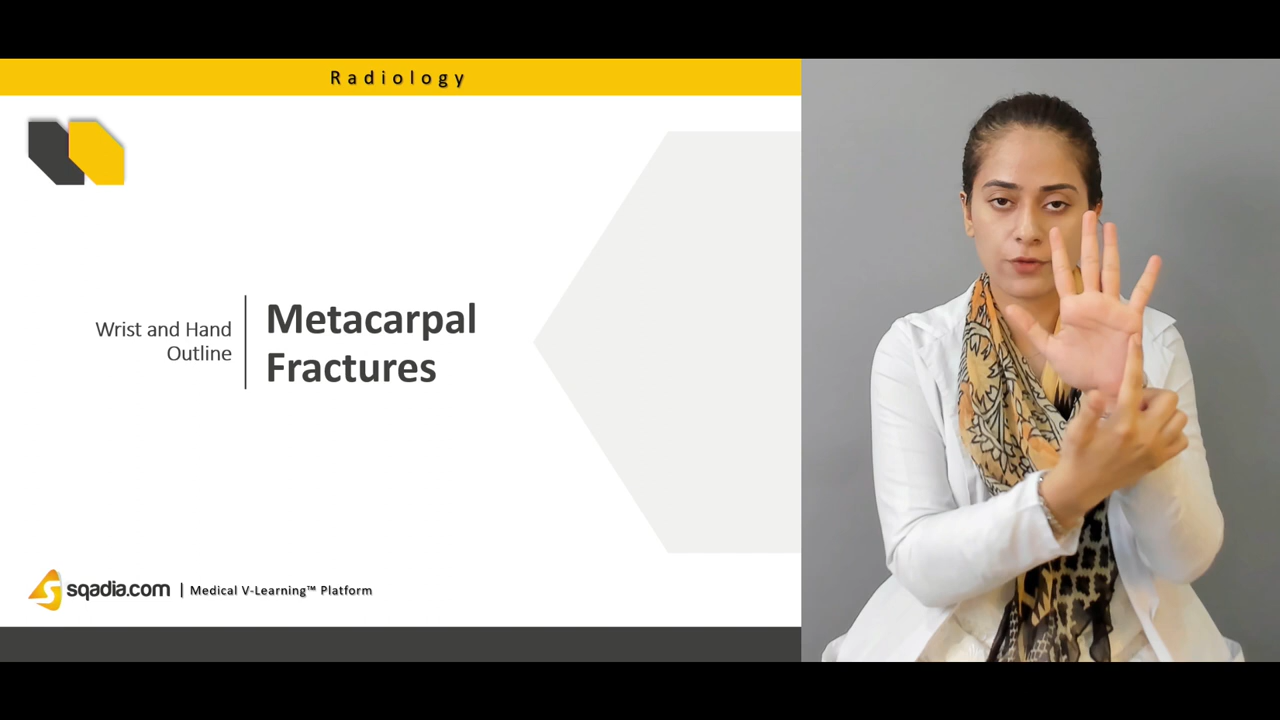 Radiology
Wrist and Hand
Outline
Metacarpal
Fractures
sqadia.com | Medical V-Learning™ Platform